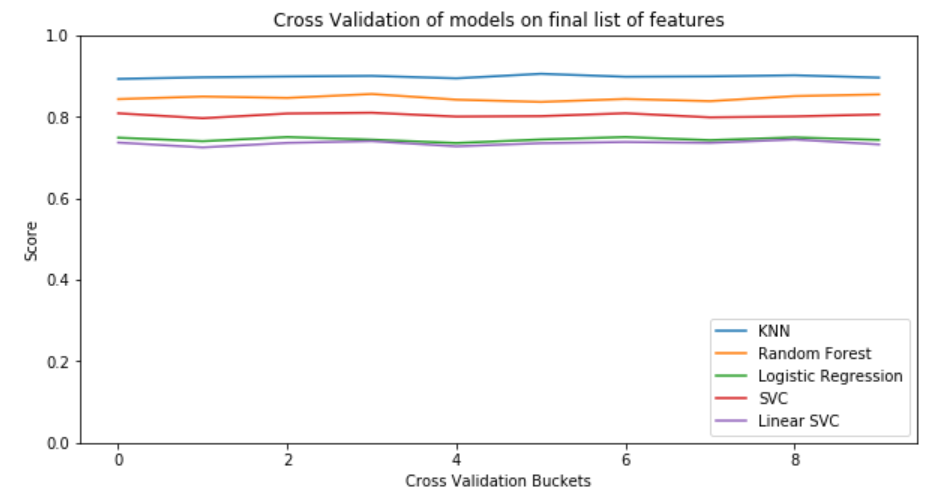 Cross Validation of models on final list of features
1.0
0.8
0.6
0.4
0.2
0.0
Score
KNN
Random Forest
Logistic Regression
SVC
Linear SVC
0 2 4 6 8
Cross Validation Buckets